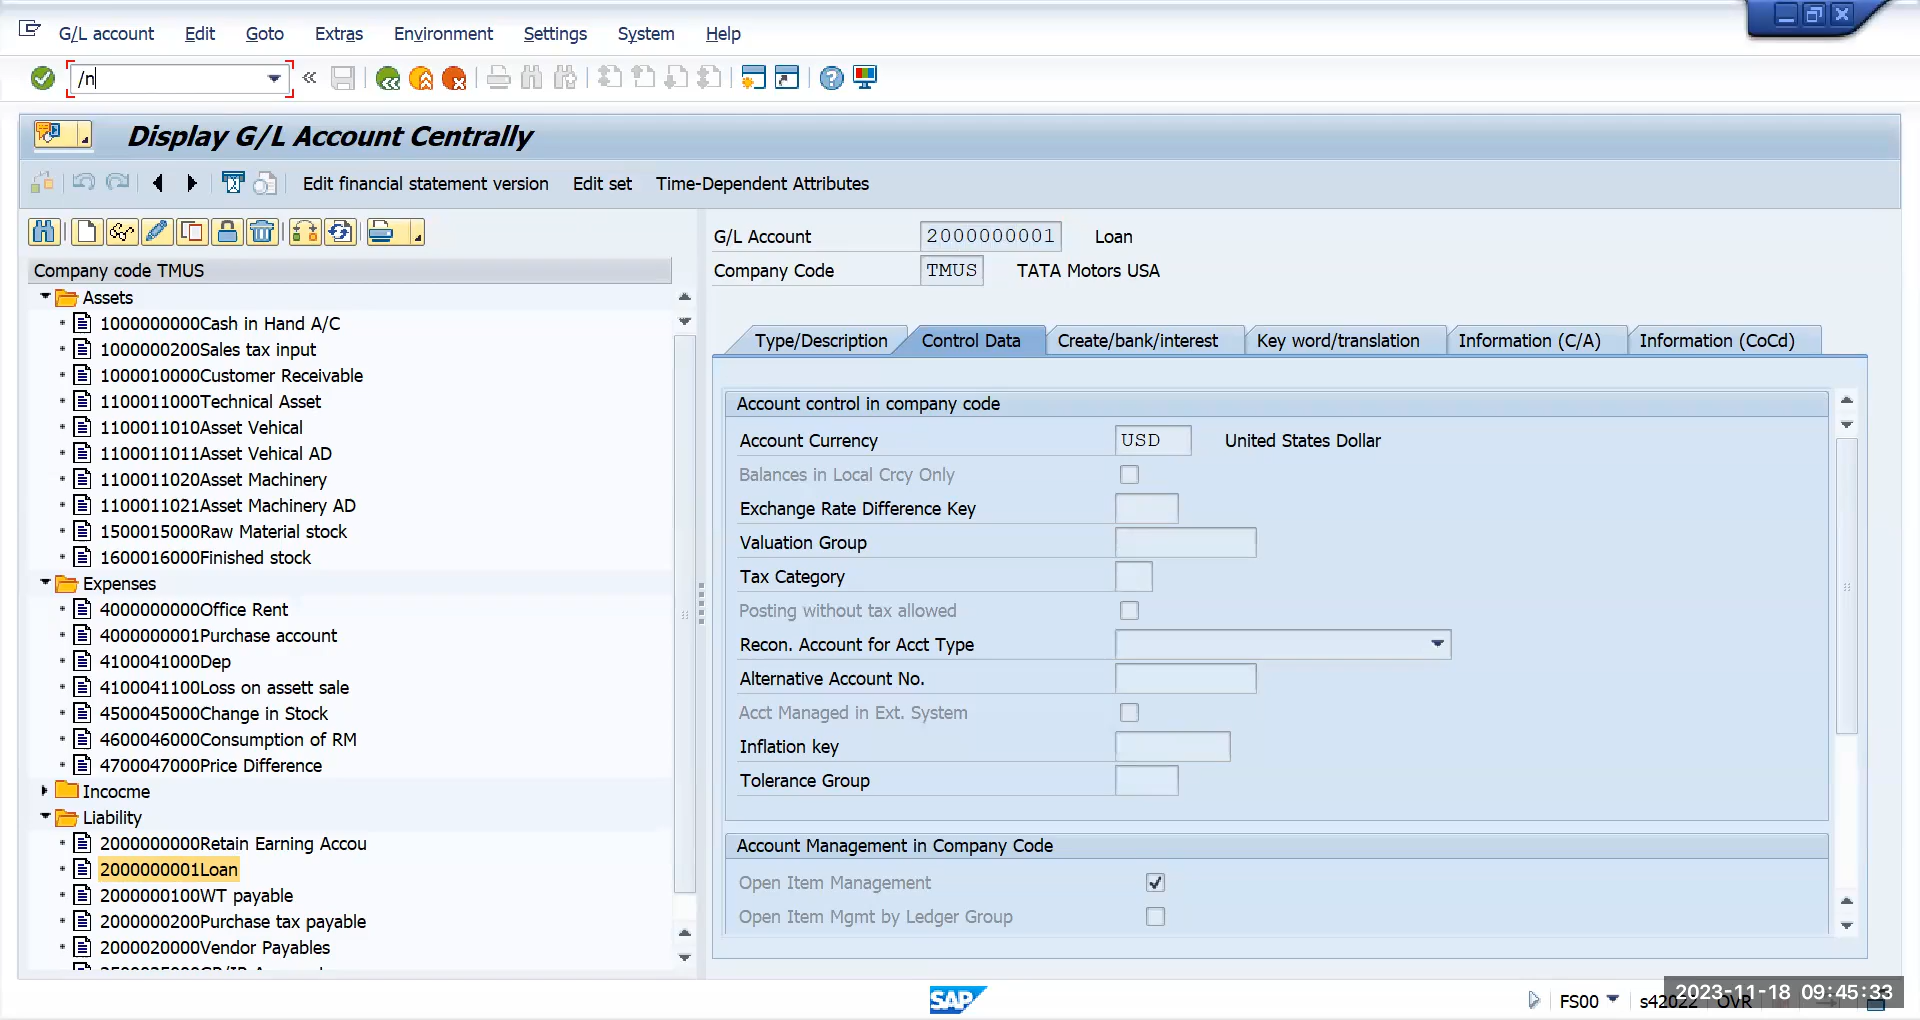 G/L account Edit Goto Extras Environment Settings System Help
/n
Display G/L Account Centrally
Edit financial statement version Edit set Time-Dependent Attributes
Company code TMUS
Assets
1000000000Cash in Hand A/C
1000000200Sales tax input
1000010000Customer Receivable
1100011000Technical Asset
1100011010Asset Vehical
1100011011Asset Vehical AD
1100011020Asset Machinery
1100011021Asset Machinery AD
1500015000Raw Material stock
1600016000Finished stock
Expenses
4000000000Office Rent
4000000001Purchase account
4100041000Dep
4100041100Loss on assett sale
4500045000Change in Stock
4600046000Consumption of RM
4700047000Price Difference
Incocme
Liability
2000000000Retain Earning Accou
2000000001Loan
2000000100WT payable
2000000200Purchase tax payable
2000020000Vendor Payables
G/L Account 2000000001 Loan
Company Code TMUS TATA Motors USA
Type/Description Control Data Create/bank/interest Key word/translation Information (C/A) Information (CoCd)
Account control in company code
Account Currency USD United States Dollar
Balances in Local Crcy Only
Exchange Rate Difference Key
Valuation Group
Tax Category
Posting without tax allowed
Recon. Account for Acct Type
Alternative Account No.
Acct Managed in Ext. System
Inflation key
Tolerance Group
Account Management in Company Code
Open Item Management
Open Item Mgmt by Ledger Group
SAP
FS00 s42022 OVR
2023-11-18 09:45:33